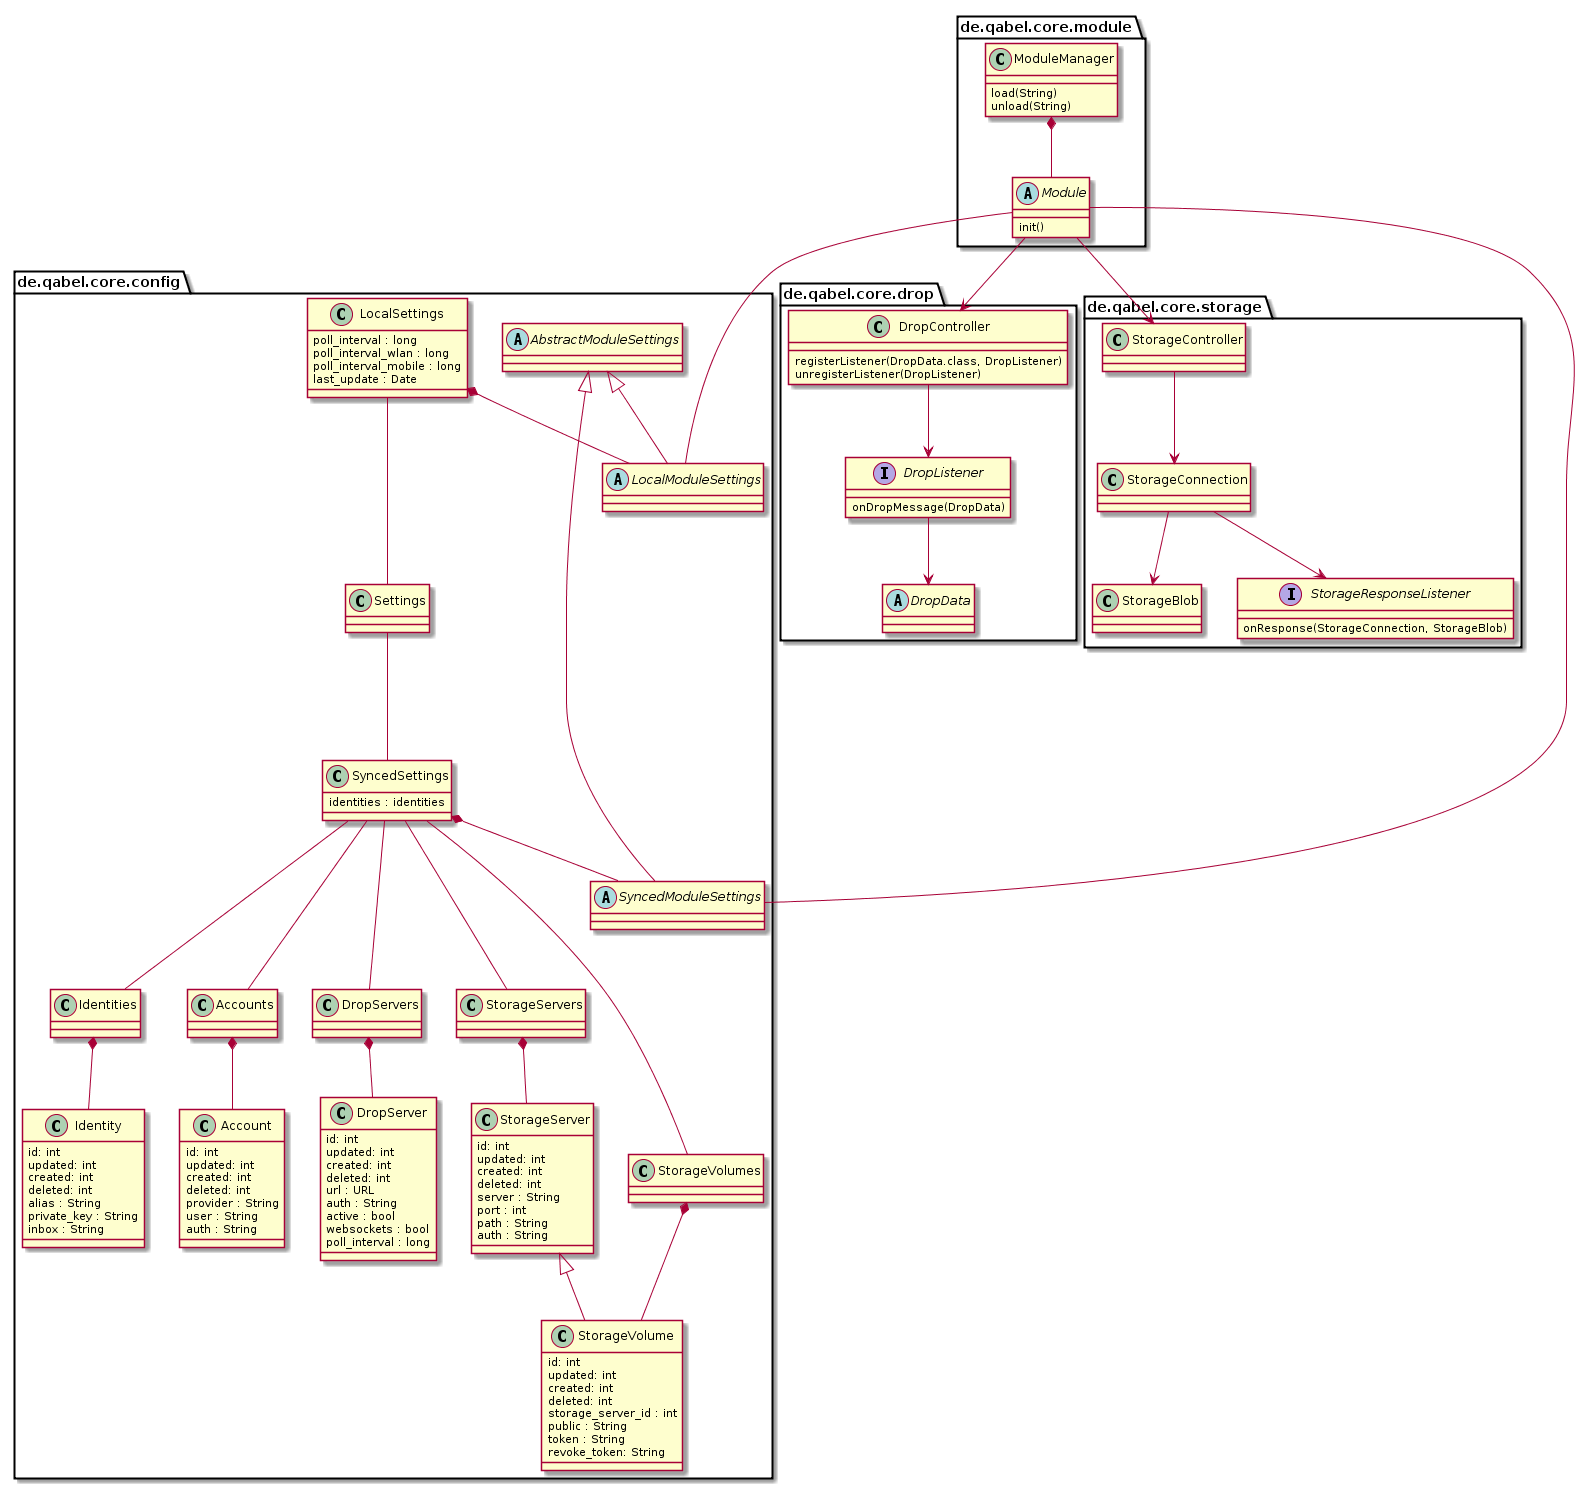 de.qabel.core.module
C ModuleManager
load(String)
unload(String)
A Module
init()
de.qabel.core.config
C LocalSettings
poll_interval : long
poll_interval_wlan : long
poll_interval_mobile : long
last_update : Date
A AbstractModuleSettings
A LocalModuleSettings
C Settings
C SyncedSettings
identities : identities
A SyncedModuleSettings
C Identities
C Accounts
C DropServers
C StorageServers
C Identity
id: int
updated: int
created: int
deleted: int
alias : String
private_key : String
inbox : String
C Account
id: int
updated: int
created: int
deleted: int
provider : String
user : String
auth : String
C DropServer
id: int
updated: int
created: int
deleted: int
url : URL
auth : String
active : bool
websockets : bool
poll_interval : long
C StorageServer
id: int
updated: int
created: int
deleted: int
server : String
port : int
path : String
auth : String
C StorageVolumes
C StorageVolume
id: int
updated: int
created: int
deleted: int
storage_server_id : int
public : String
token : String
revoke_token: String
de.qabel.core.drop
C DropController
registerListener(DropData.class, DropListener)
unregisterListener(DropListener)
I DropListener
onDropMessage(DropData)
A DropData
de.qabel.core.storage
C StorageController
C StorageConnection
C StorageBlob
I StorageResponseListener
onResponse(StorageConnection, StorageBlob)